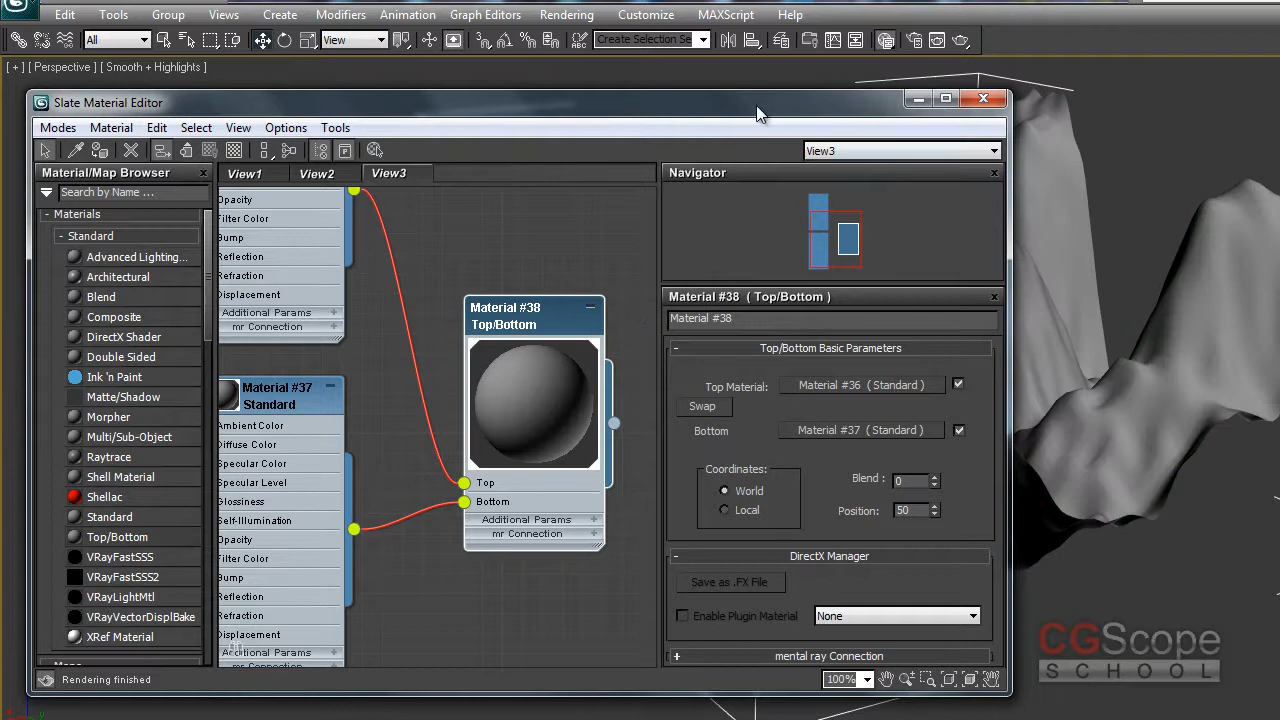 Edit Tools Group Views Create Modifiers Animation Graph Editors Rendering Customize MAXScript Help
All View Create Selection Se
[ + ] [ Perspective ] [ Smooth + Highlights ]
Slate Material Editor
Modes Material Edit Select View Options Tools
View3
Material/Map Browser
Search by Name ...
- Materials
- Standard
Advanced Lighting...
Architectural
Blend
Composite
DirectX Shader
Double Sided
Ink 'n Paint
Matte/Shadow
Morpher
Multi/Sub-Object
Raytrace
Shell Material
Shellac
Standard
Top/Bottom
VRayFastSSS
VRayFastSSS2
VRayLightMtl
VRayVectorDisplBake
XRef Material
View1 View2 View3
Opacity
Filter Color
Bump
Reflection
Refraction
Displacement
Additional Params +
mr Connection +
Material #37
Standard
Ambient Color
Diffuse Color
Specular Color
Specular Level
Glossiness
Self-Illumination
Opacity
Filter Color
Bump
Reflection
Refraction
Displacement
Additional Params +
Material #38
Top/Bottom
Top
Bottom
Additional Params +
mr Connection +
Navigator
Material #38 ( Top/Bottom )
Material #38
- Top/Bottom Basic Parameters
Top Material: Material #36 ( Standard )
Swap
Bottom Material #37 ( Standard )
Coordinates:
World
Local
Blend : 0
Position: 50
- DirectX Manager
Save as .FX File
Enable Plugin Material None
+ mental ray Connection
Rendering finished
100%
CGScope
SCHOOL